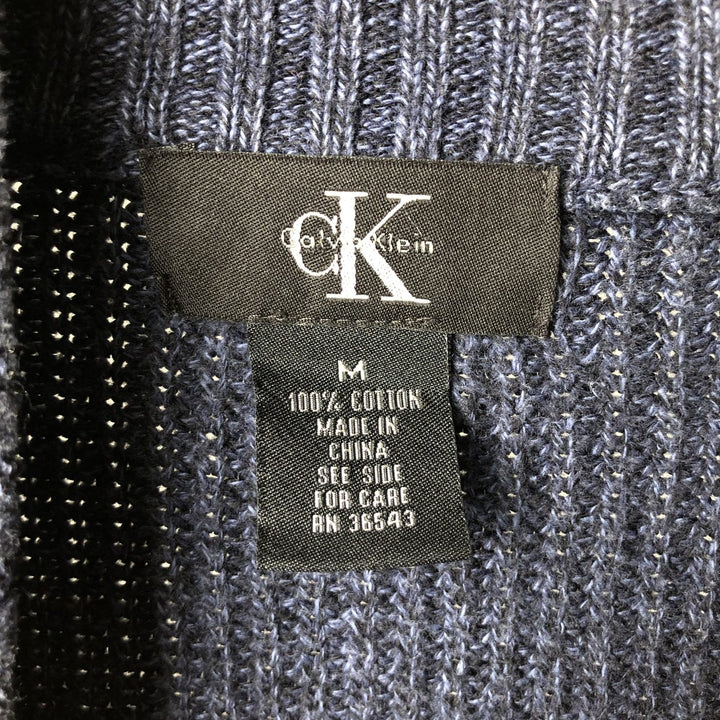 CK
Calvin Klein
M
100% COTTON
MADE IN
CHINA
SEE SIDE
FOR CARE
RN 36543